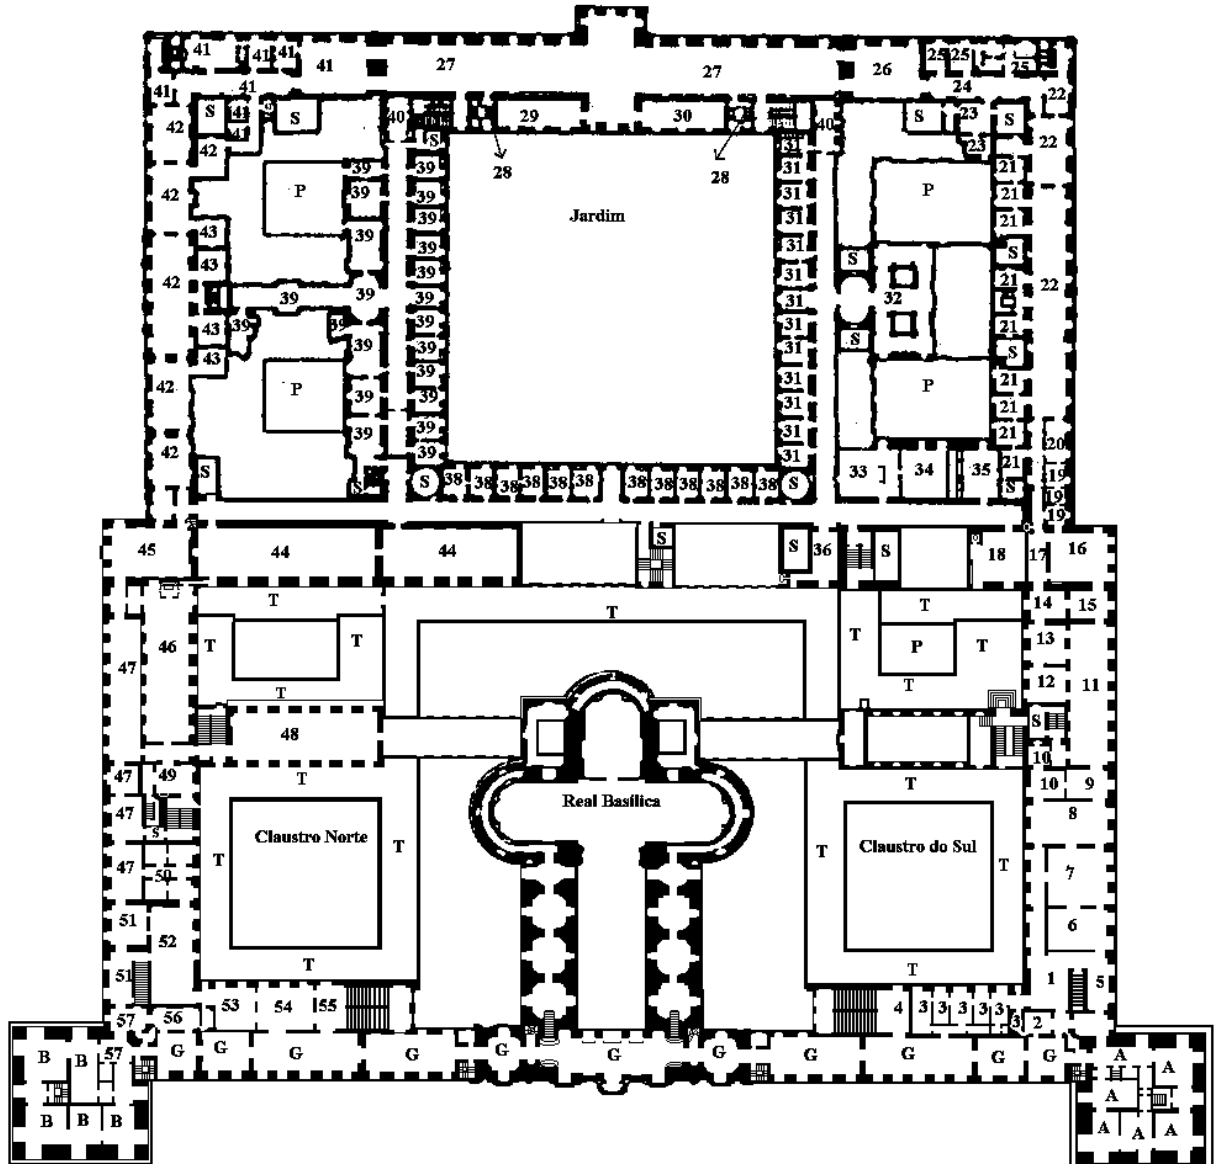 41 41 41 41 27 27 26 25 25 25
41 41 24 22
42 S 41 S 40 29 30 40 S 23 S
41 S 31 23 22
42 39 39 28 28 31 21
42 P 39 39 31 P 21
39 Jardim 31 21
43 39 39 31 S
43 39 31 S
42 39 39 39 31 32 21 22
43 39 39 39 39 31 21
43 39 39 31 S S
42 P 39 39 31 P 21
39 39 31 21
42 39 39 31 21 20
S S 39 31 33 34 35 21 19
S 38 38 38 38 38 38 38 38 38 38 38 38 S S 19
19
45 44 44 S S 36 S 18 17 16
T T T 14 15
47 46 T T T P T 13
T T 12 11
48 S
47 49 T T 10 10 9
47 S Claustro Norte Real Basílica Claustro do Sul 8
47 50 T T T T 7
51 52 6
51 T T 1 5
57 56 53 54 55 4 3 3 3 3 3 3 2
B B 57 G G G G G G G G G G G A A
A
B B B A A A